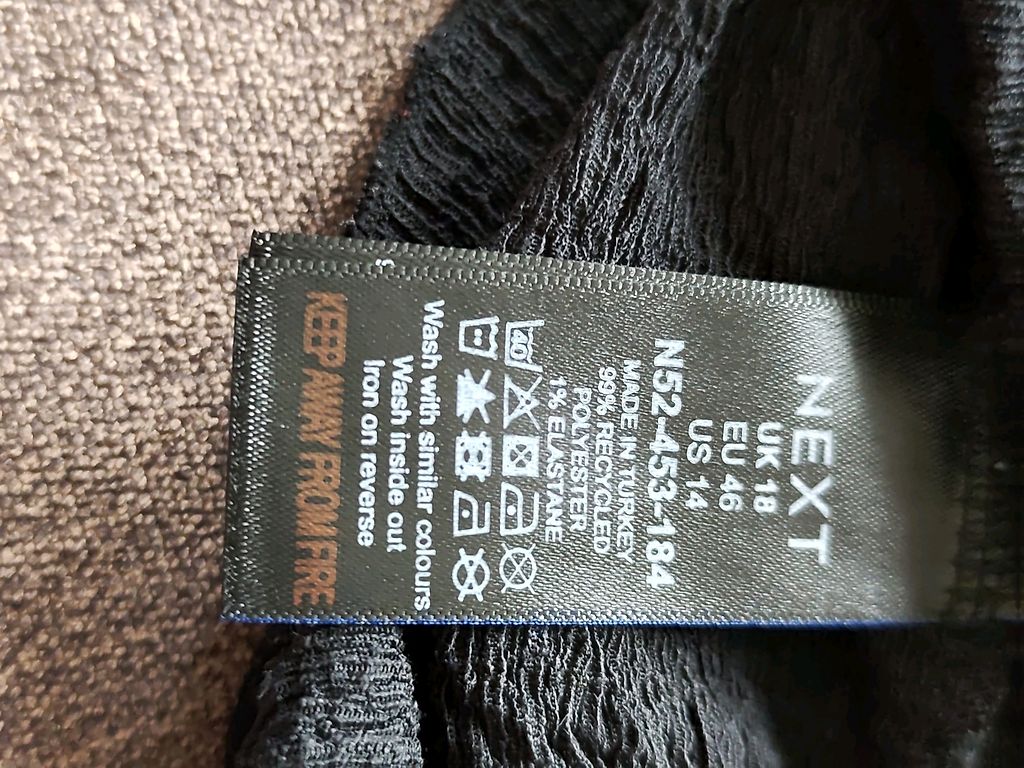 NEXT
UK 18
EU 46
US 14
N52-453-184
MADE IN TURKEY
99% RECYCLED
POLYESTER
1% ELASTANE
40
Wash with similar colours
Wash inside out
Iron on reverse
KEEP AWAY FROM FIRE